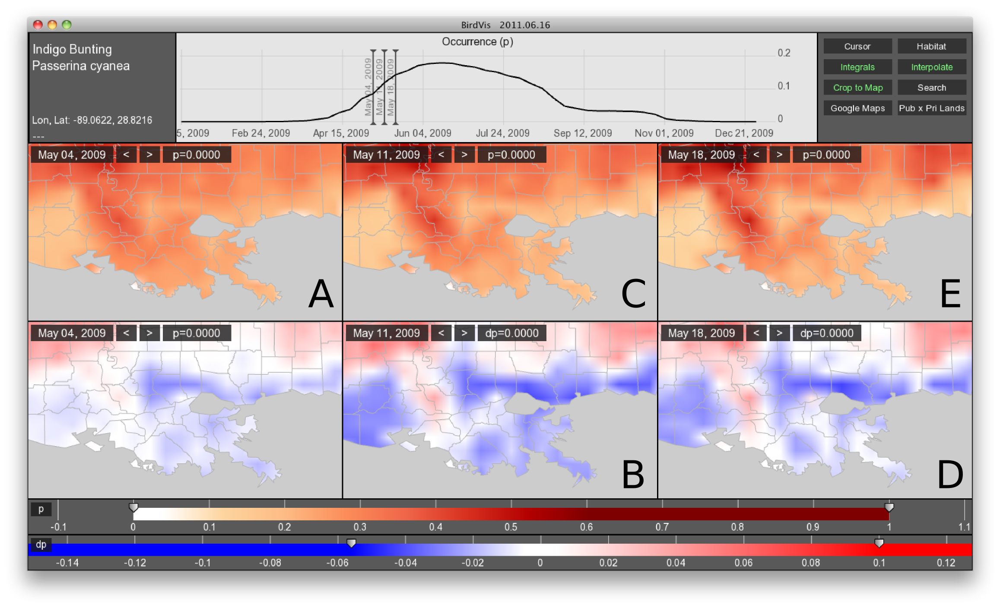 BirdVis 2011.06.16
Indigo Bunting
Passerina cyanea
Lon, Lat: -89.0622, 28.8216
---
Occurrence (p)
0.2
0.1
0
May 04, 2009
May 11, 2009
May 18, 2009
5, 2009 Feb 24, 2009 Apr 15, 2009 Jun 04, 2009 Jul 24, 2009 Sep 12, 2009 Nov 01, 2009 Dec 21, 2009
Cursor Habitat
Integrals Interpolate
Crop to Map Search
Google Maps Pub x Pri Lands
May 04, 2009 < > p=0.0000
A
May 11, 2009 < > p=0.0000
C
May 18, 2009 < > p=0.0000
E
May 04, 2009 < > p=0.0000
May 11, 2009 < > dp=0.0000
B
May 18, 2009 < > dp=0.0000
D
p
-0.1 0 0.1 0.2 0.3 0.4 0.5 0.6 0.7 0.8 0.9 1 1.1
dp
-0.14 -0.12 -0.1 -0.08 -0.06 -0.04 -0.02 0 0.02 0.04 0.06 0.08 0.1 0.12